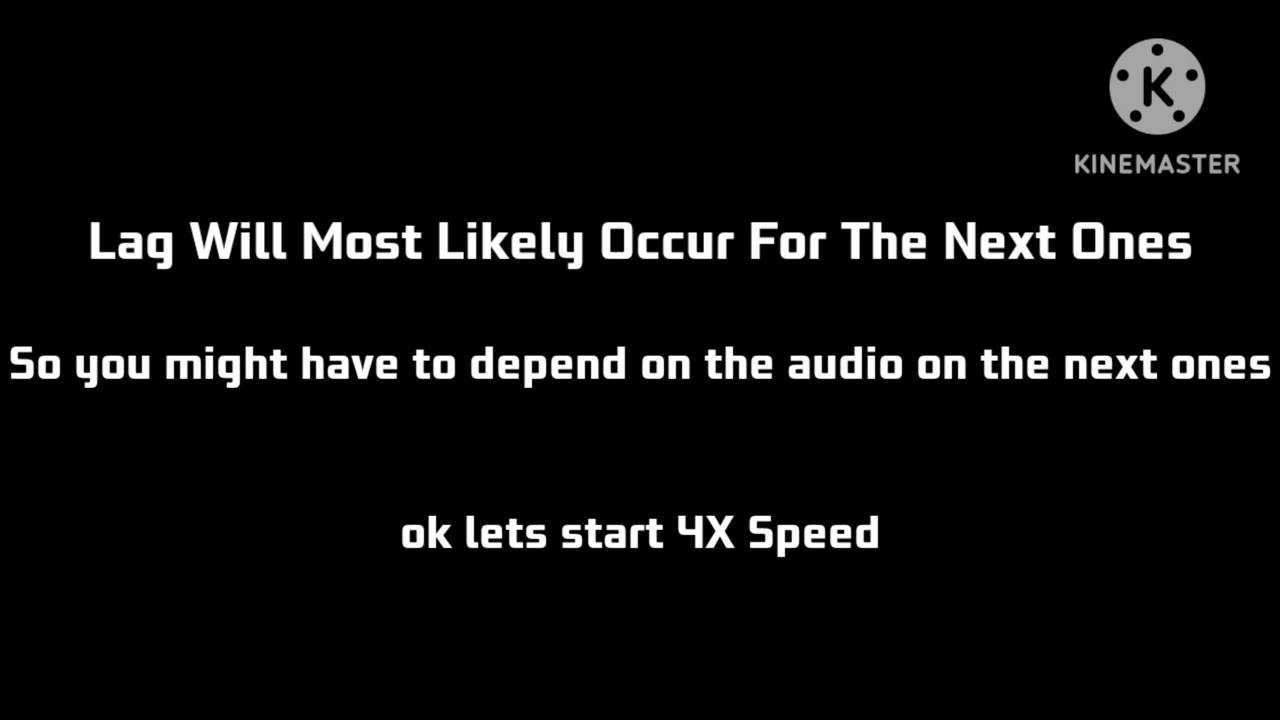 K
KINEMASTER
Lag Will Most Likely Occur For The Next Ones
So you might have to depend on the audio on the next ones
ok lets start 4X Speed